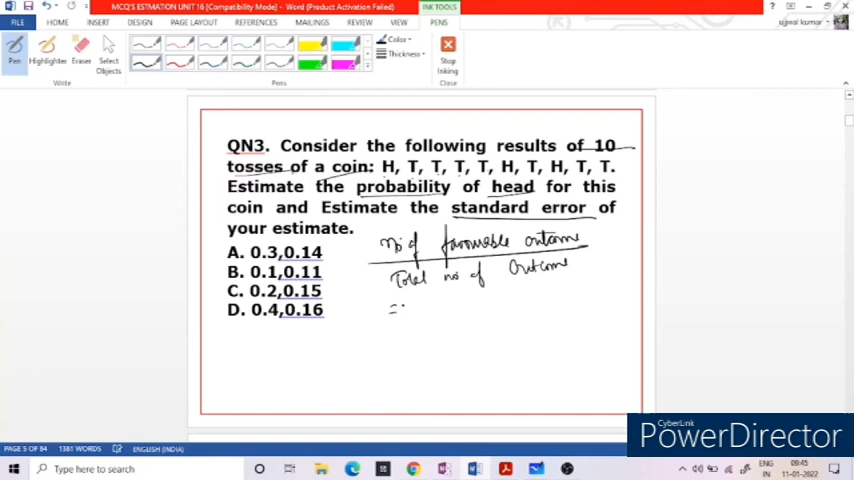 MCQ'S ESTMATION UNIT 16 [Compatibility Mode] - Word (Product Activation Failed)
INK TOOLS
FILE HOME INSERT DESIGN PAGE LAYOUT REFERENCES MAILINGS REVIEW VIEW PENS
ujjwal kumar
Pen Highlighter Eraser Select Objects
Color
Thickness
Stop Inking
Write Pens Close
QN3. Consider the following results of 10
tosses of a coin: H, T, T, T, T, H, T, H, T, T.
Estimate the probability of head for this
coin and Estimate the standard error of
your estimate.
No of favourable outcome
A. 0.3,0.14
Total no of Outcome
B. 0.1,0.11
C. 0.2,0.15
D. 0.4,0.16
=
CyberLink
PowerDirector
PAGE 5 OF 84 1381 WORDS ENGLISH (INDIA)
Type here to search
ENG
IN
09:45
11-01-2022